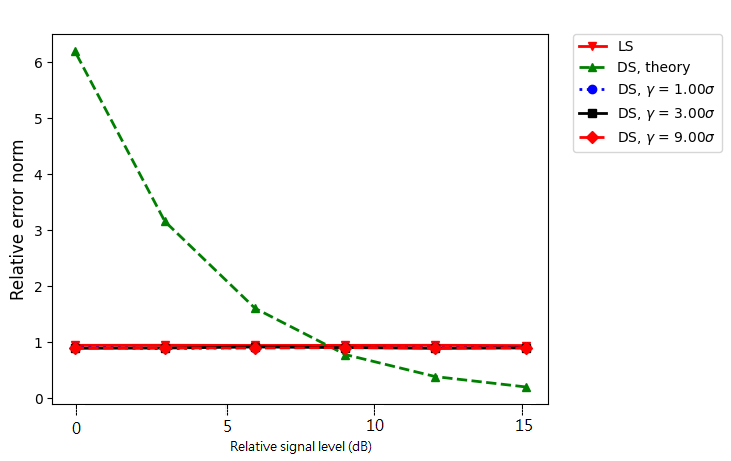 LS
DS, theory
DS, γ = 1.00σ
DS, γ = 3.00σ
DS, γ = 9.00σ
Relative error norm
6
5
4
3
2
1
0
0 5 10 15
Relative signal level (dB)